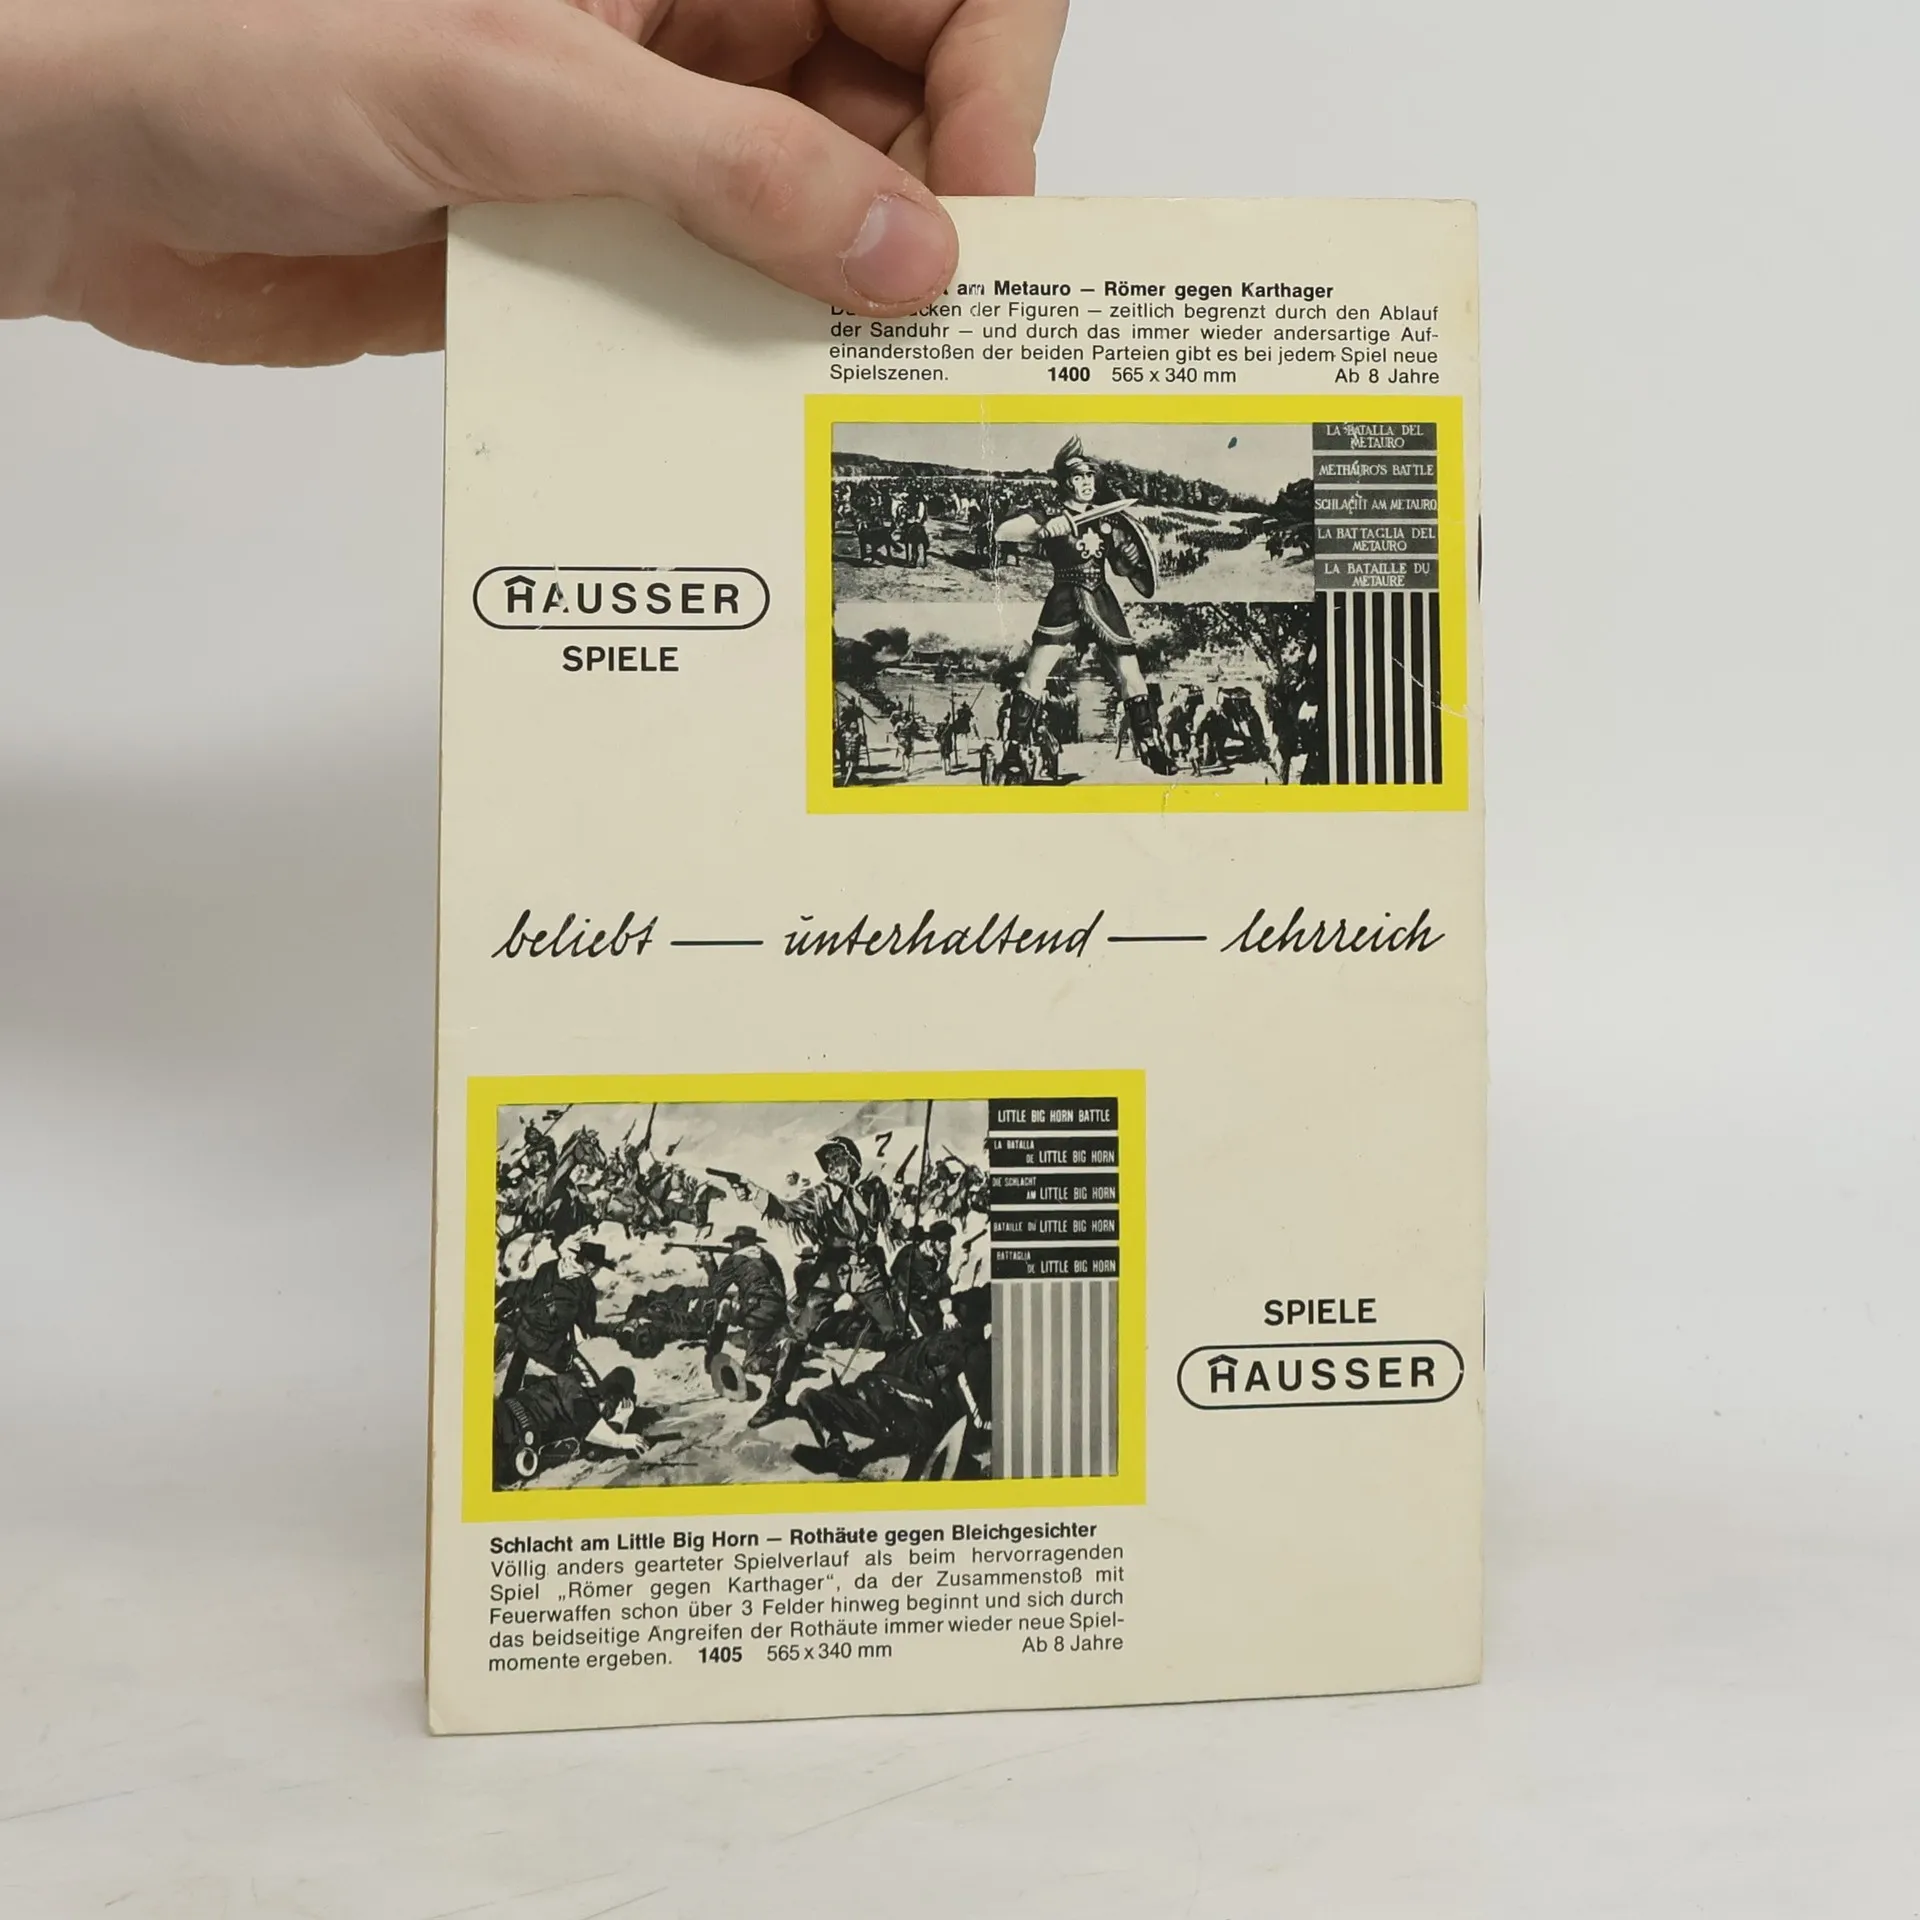 am Metauro — Römer gegen Karthager
der Figuren — zeitlich begrenzt durch den Ablauf
der Sanduhr — und durch das immer wieder andersartige Auf-
einanderstoßen der beiden Parteien gibt es bei jedem Spiel neue
Spielszenen. 1400 565 x 340 mm Ab 8 Jahre
LA BATALLA DEL
METAURO
METHAURO'S BATTLE
SCHLACHT AM METAURO
LA BATTAGLIA DEL
METAURO
LA BATAILLE DU
METAURE
HAUSSER
SPIELE
beliebt — unterhaltend — lehrreich
7
LITTLE BIG HORN BATTLE
LA BATALLA
DE LITTLE BIG HORN
DIE SCHLACHT
AM LITTLE BIG HORN
BATAILLE DU LITTLE BIG HORN
BATTAGLIA
DE LITTLE BIG HORN
SPIELE
HAUSSER
Schlacht am Little Big Horn — Rothäute gegen Bleichgesichter
Völlig anders gearteter Spielverlauf als beim hervorragenden
Spiel „Römer gegen Karthager“, da der Zusammenstoß mit
Feuerwaffen schon über 3 Felder hinweg beginnt und sich durch
das beidseitige Angreifen der Rothäute immer wieder neue Spiel-
momente ergeben. 1405 565 x 340 mm Ab 8 Jahre